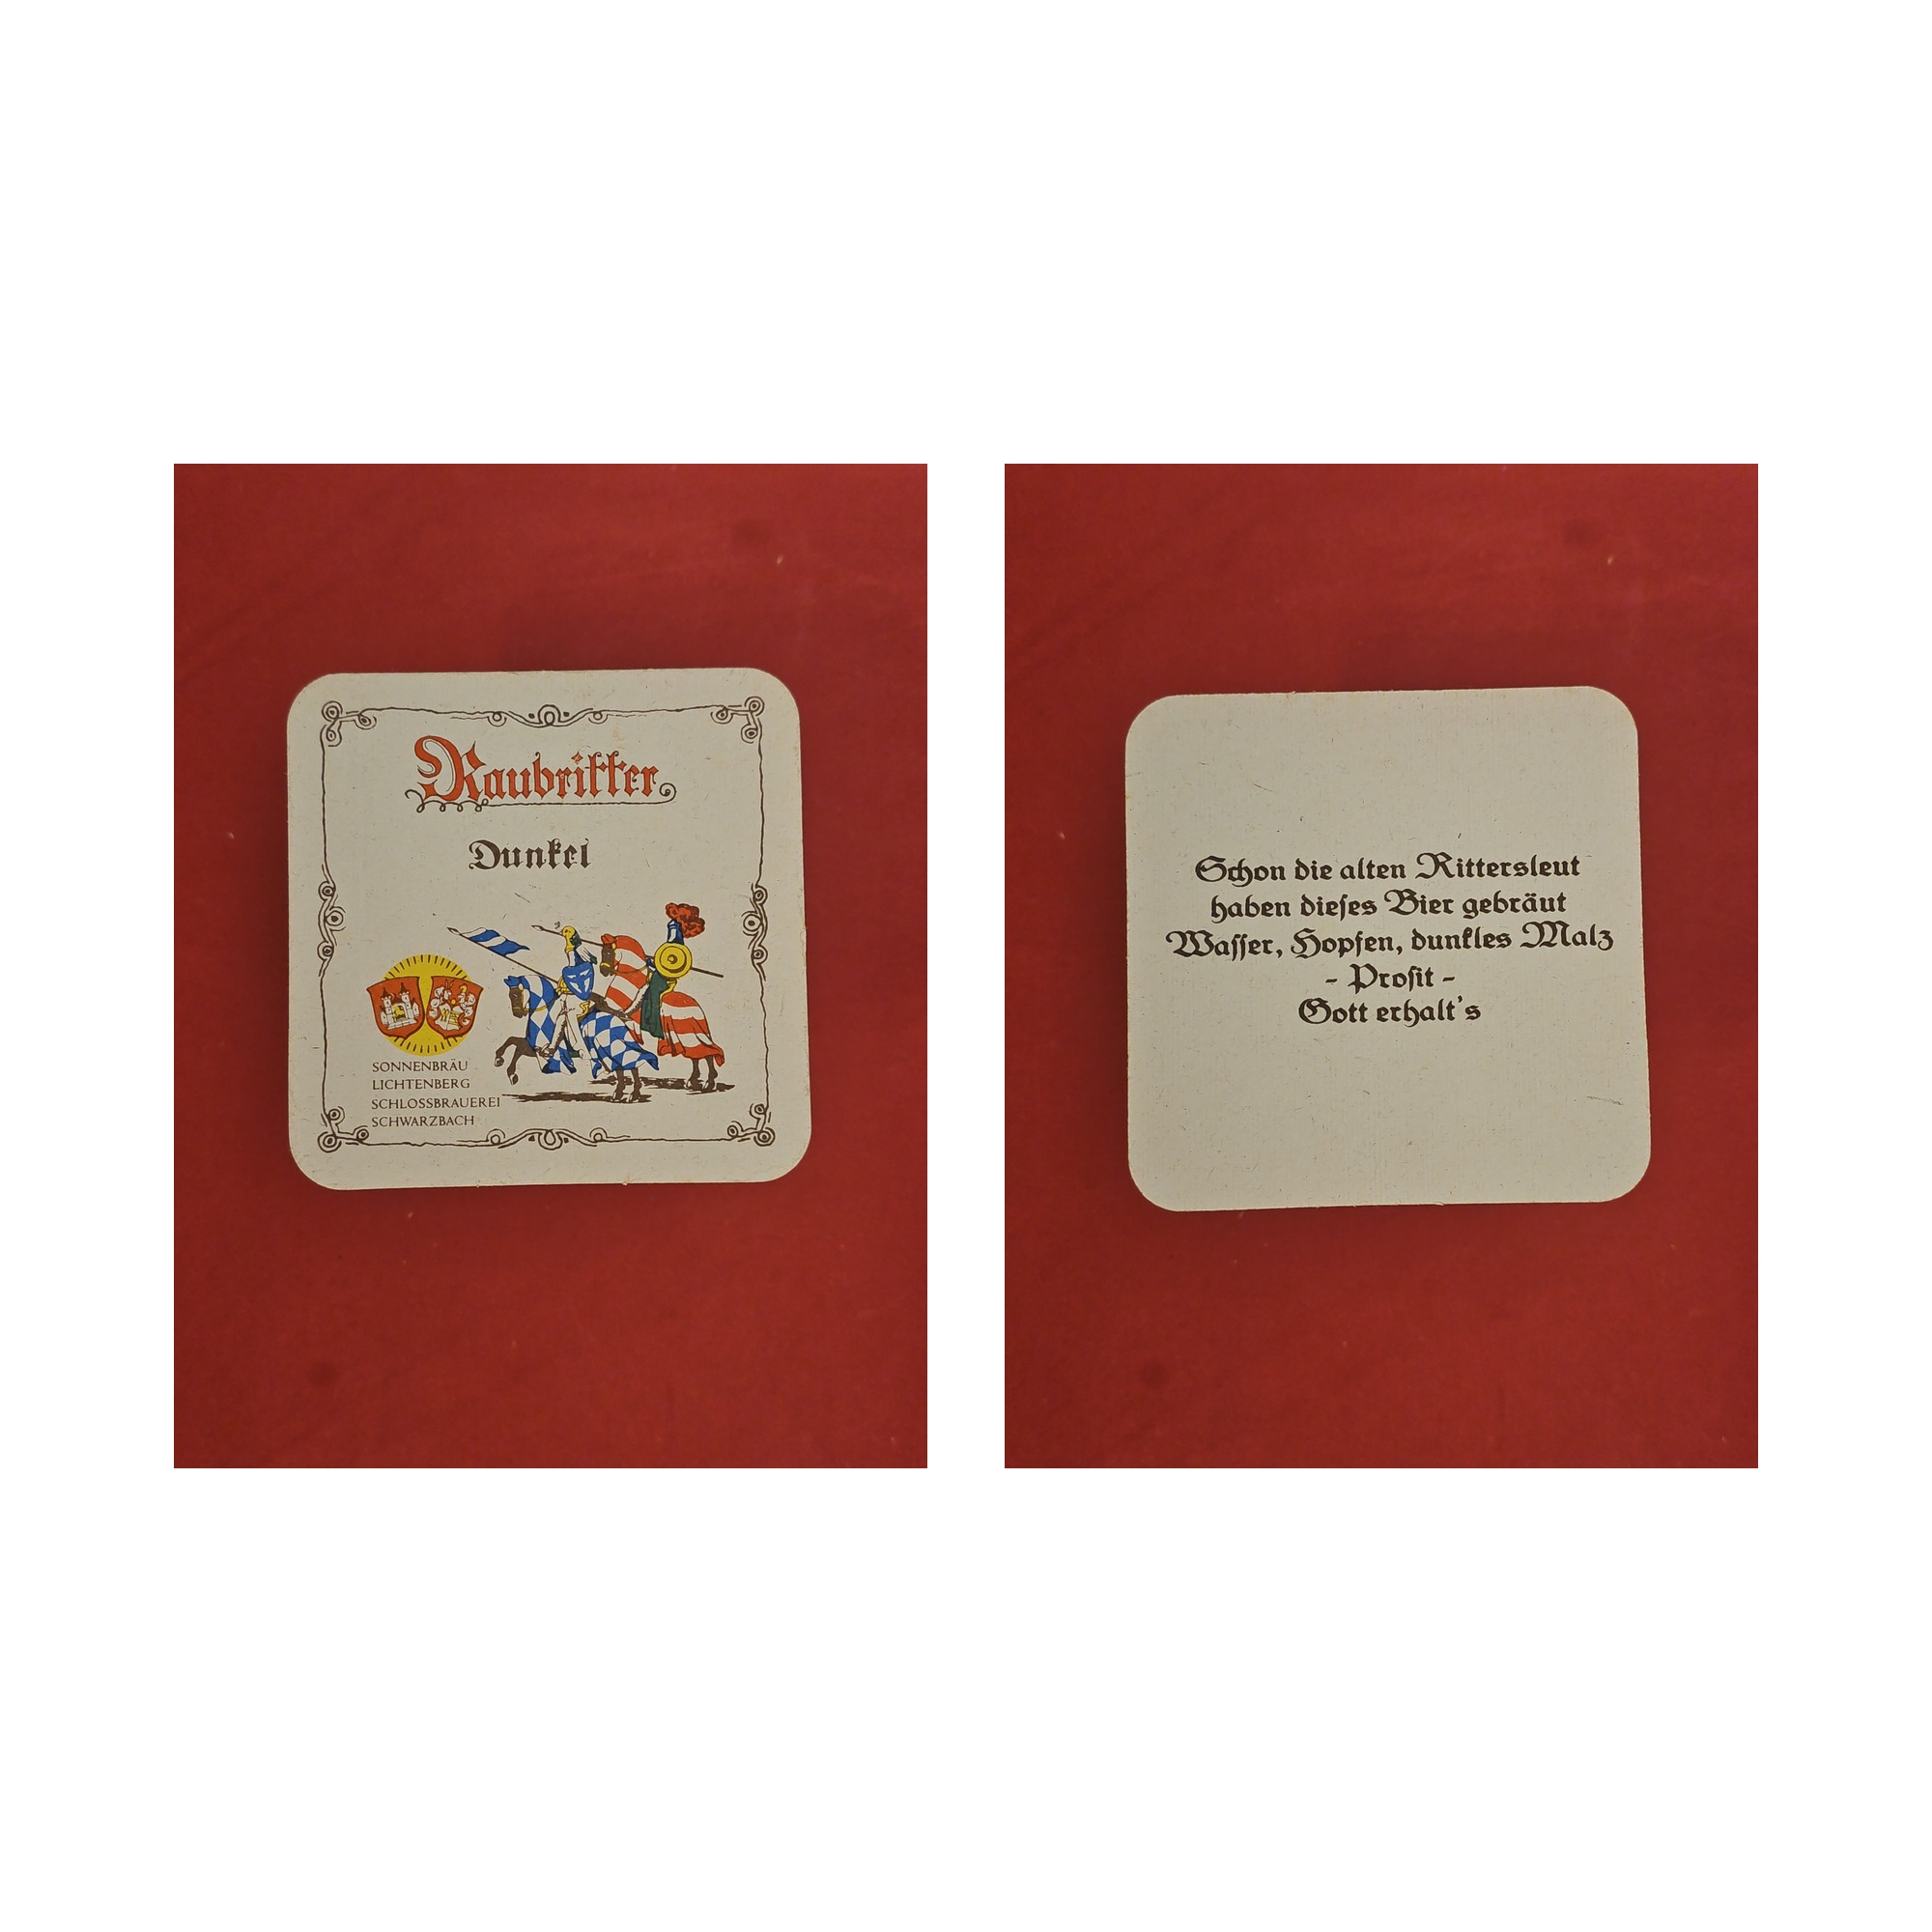 Raubritter
Dunkel
SONNENBRÄU
LICHTENBERG
SCHLOSSBRAUEREI
SCHWARZBACH
Schon die alten Rittersleut
haben dieses Bier gebräut
Wasser, Hopfen, dunkles Malz
- Prosit -
Gott erhalt's